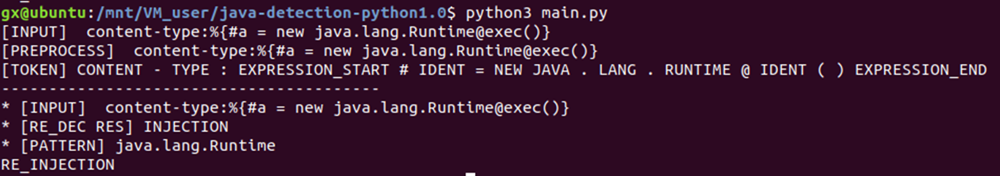 gx@ubuntu:/mnt/VM_user/java-detection-python1.0$ python3 main.py
[INPUT]  content-type:%{#a = new java.lang.Runtime@exec()}
[PREPROCESS]  content-type:%{#a = new java.lang.Runtime@exec()}
[TOKEN] CONTENT - TYPE : EXPRESSION_START # IDENT = NEW JAVA . LANG . RUNTIME @ IDENT ( ) EXPRESSION_END
----------------------------------------
* [INPUT]  content-type:%{#a = new java.lang.Runtime@exec()}
* [RE_DEC RES] INJECTION
* [PATTERN] java.lang.Runtime
RE_INJECTION